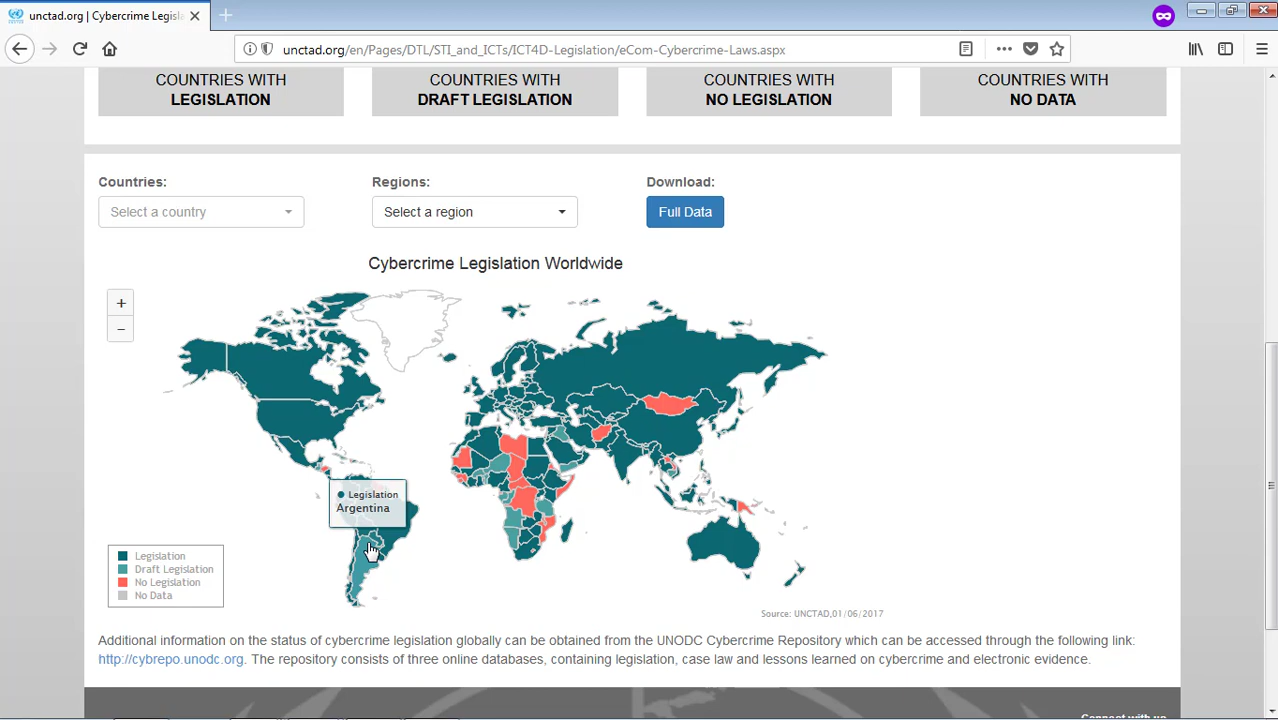 unctad.org | Cybercrime Legisla
unctad.org/en/Pages/DTL/STI_and_ICTs/ICT4D-Legislation/eCom-Cybercrime-Laws.aspx
COUNTRIES WITH
LEGISLATION
COUNTRIES WITH
DRAFT LEGISLATION
COUNTRIES WITH
NO LEGISLATION
COUNTRIES WITH
NO DATA
Countries:
Select a country
Regions:
Select a region
Download:
Full Data
Cybercrime Legislation Worldwide
+
−
Legislation
Argentina
Legislation
Draft Legislation
No Legislation
No Data
Source: UNCTAD,01/06/2017
Additional information on the status of cybercrime legislation globally can be obtained from the UNODC Cybercrime Repository which can be accessed through the following link:
http://cybrepo.unodc.org. The repository consists of three online databases, containing legislation, case law and lessons learned on cybercrime and electronic evidence.
Connect with us